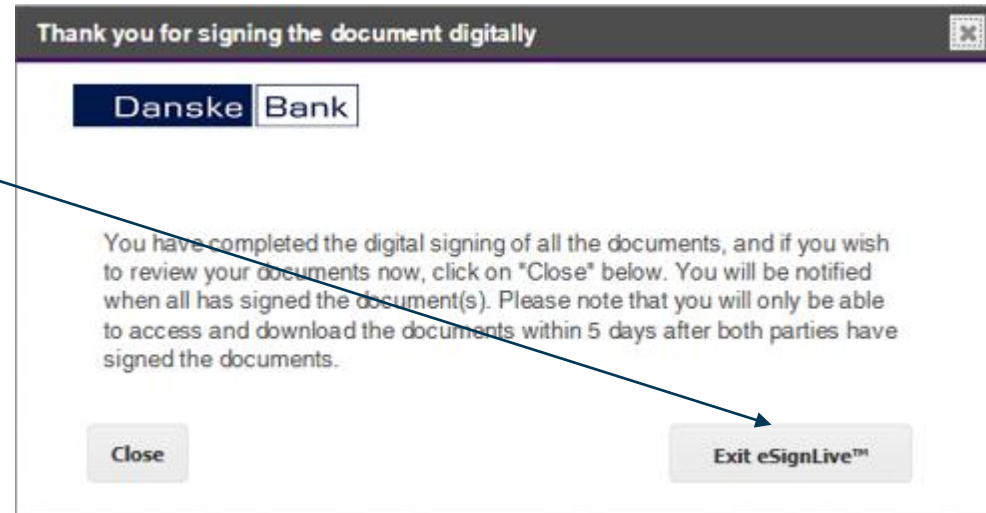 Thank you for signing the document digitally
Danske Bank
You have completed the digital signing of all the documents, and if you wish
to review your documents now, click on "Close" below. You will be notified
when all has signed the document(s). Please note that you will only be able
to access and download the documents within 5 days after both parties have
signed the documents.
Close
Exit eSignLive™